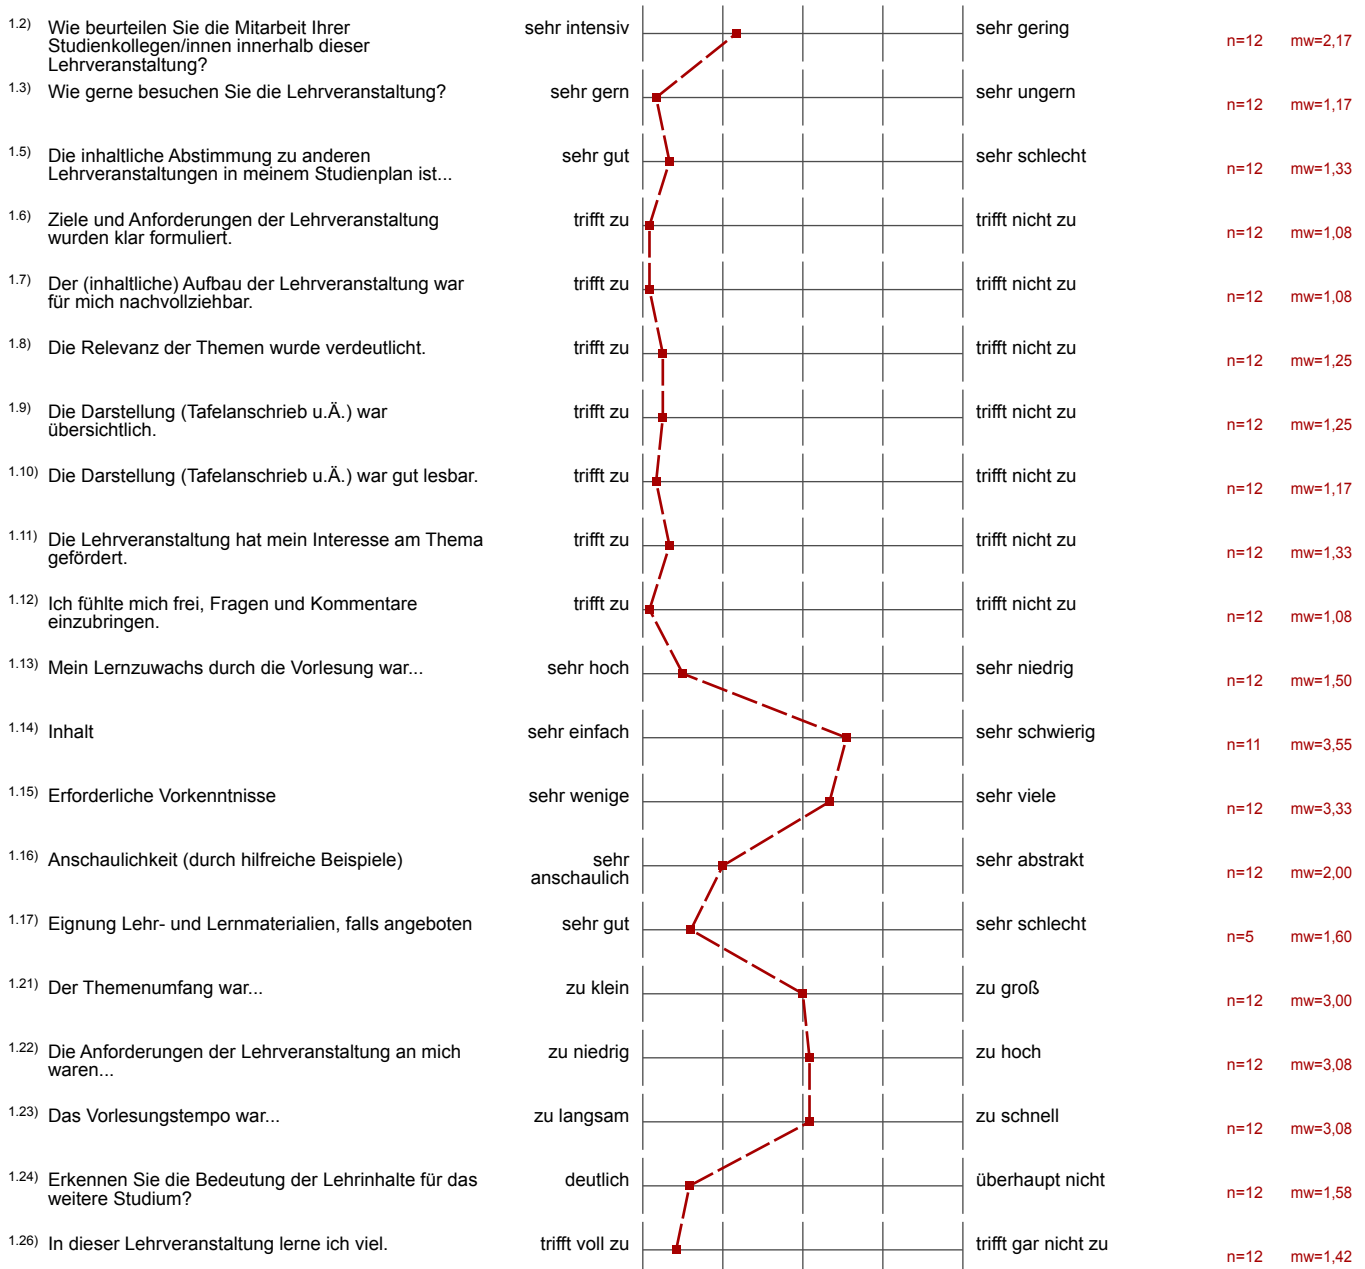 1.2) Wie beurteilen Sie die Mitarbeit Ihrer
Studienkollegen/innen innerhalb dieser
Lehrveranstaltung?
sehr intensiv
sehr gering
n=12 mw=2,17
1.3) Wie gerne besuchen Sie die Lehrveranstaltung?
sehr gern
sehr ungern
n=12 mw=1,17
1.5) Die inhaltliche Abstimmung zu anderen
Lehrveranstaltungen in meinem Studienplan ist...
sehr gut
sehr schlecht
n=12 mw=1,33
1.6) Ziele und Anforderungen der Lehrveranstaltung
wurden klar formuliert.
trifft zu
trifft nicht zu
n=12 mw=1,08
1.7) Der (inhaltliche) Aufbau der Lehrveranstaltung war
für mich nachvollziehbar.
trifft zu
trifft nicht zu
n=12 mw=1,08
1.8) Die Relevanz der Themen wurde verdeutlicht.
trifft zu
trifft nicht zu
n=12 mw=1,25
1.9) Die Darstellung (Tafelanschrieb u.Ä.) war
übersichtlich.
trifft zu
trifft nicht zu
n=12 mw=1,25
1.10) Die Darstellung (Tafelanschrieb u.Ä.) war gut lesbar.
trifft zu
trifft nicht zu
n=12 mw=1,17
1.11) Die Lehrveranstaltung hat mein Interesse am Thema
gefördert.
trifft zu
trifft nicht zu
n=12 mw=1,33
1.12) Ich fühlte mich frei, Fragen und Kommentare
einzubringen.
trifft zu
trifft nicht zu
n=12 mw=1,08
1.13) Mein Lernzuwachs durch die Vorlesung war...
sehr hoch
sehr niedrig
n=12 mw=1,50
1.14) Inhalt
sehr einfach
sehr schwierig
n=11 mw=3,55
1.15) Erforderliche Vorkenntnisse
sehr wenige
sehr viele
n=12 mw=3,33
1.16) Anschaulichkeit (durch hilfreiche Beispiele)
sehr
anschaulich
sehr abstrakt
n=12 mw=2,00
1.17) Eignung Lehr- und Lernmaterialien, falls angeboten
sehr gut
sehr schlecht
n=5 mw=1,60
1.21) Der Themenumfang war...
zu klein
zu groß
n=12 mw=3,00
1.22) Die Anforderungen der Lehrveranstaltung an mich
waren...
zu niedrig
zu hoch
n=12 mw=3,08
1.23) Das Vorlesungstempo war...
zu langsam
zu schnell
n=12 mw=3,08
1.24) Erkennen Sie die Bedeutung der Lehrinhalte für das
weitere Studium?
deutlich
überhaupt nicht
n=12 mw=1,58
1.26) In dieser Lehrveranstaltung lerne ich viel.
trifft voll zu
trifft gar nicht zu
n=12 mw=1,42